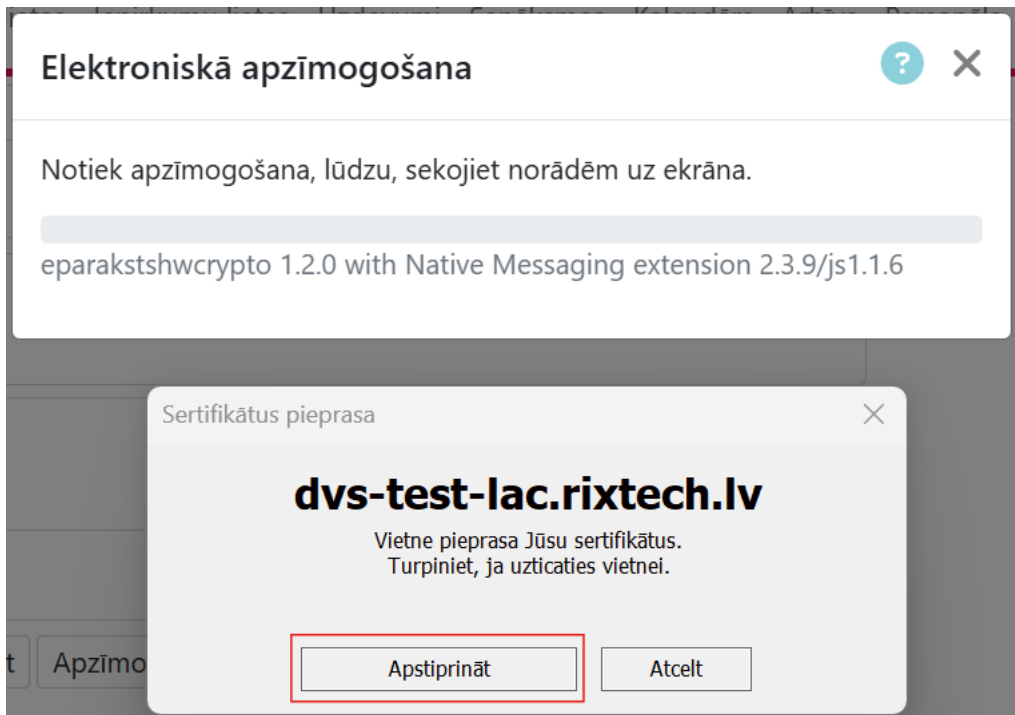 Elektroniskā apzīmogošana
?
Notiek apzīmogošana, lūdzu, sekojiet norādēm uz ekrāna.
eparakstshwcrypto 1.2.0 with Native Messaging extension 2.3.9/js1.1.6
Sertifikātus pieprasa
dvs-test-lac.rixtech.lv
Vietne pieprasa Jūsu sertifikātus.
Turpiniet, ja uzticaties vietnei.
t Apzīmo
Apstiprināt Atcelt